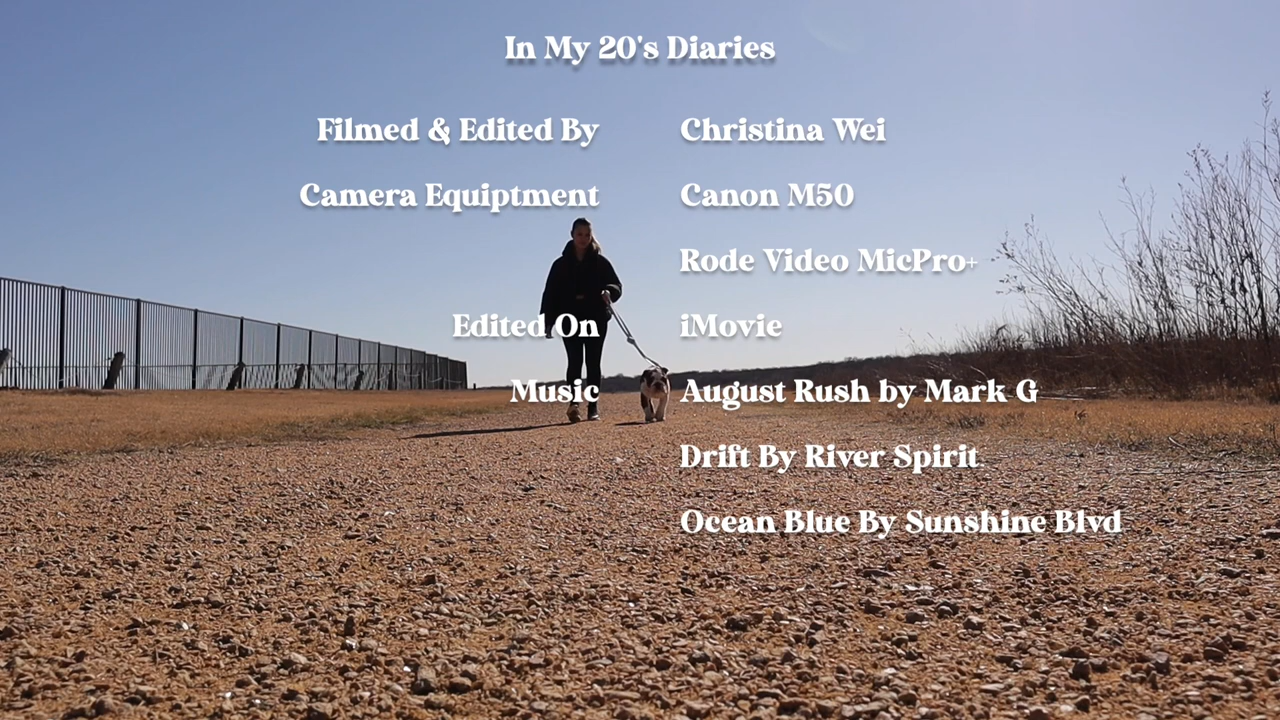 In My 20's Diaries
Filmed & Edited By Christina Wei
Camera Equiptment Canon M50
Rode Video MicPro+
Edited On iMovie
Music August Rush by Mark G
Drift By River Spirit
Ocean Blue By Sunshine Blvd